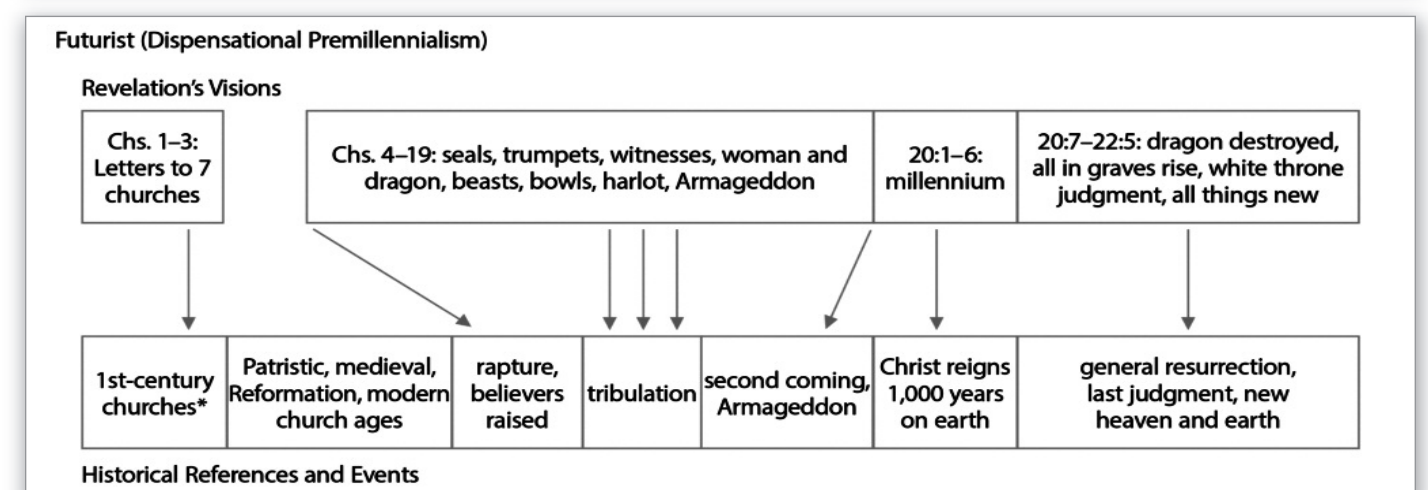 Futurist (Dispensational Premillennialism)
Revelation's Visions
Chs. 1–3:
Letters to 7
churches
Chs. 4–19: seals, trumpets, witnesses, woman and
dragon, beasts, bowls, harlot, Armageddon
20:1–6:
millennium
20:7–22:5: dragon destroyed,
all in graves rise, white throne
judgment, all things new
1st-century
churches*
Patristic, medieval,
Reformation, modern
church ages
rapture,
believers
raised
tribulation
second coming,
Armageddon
Christ reigns
1,000 years
on earth
general resurrection,
last judgment, new
heaven and earth
Historical References and Events